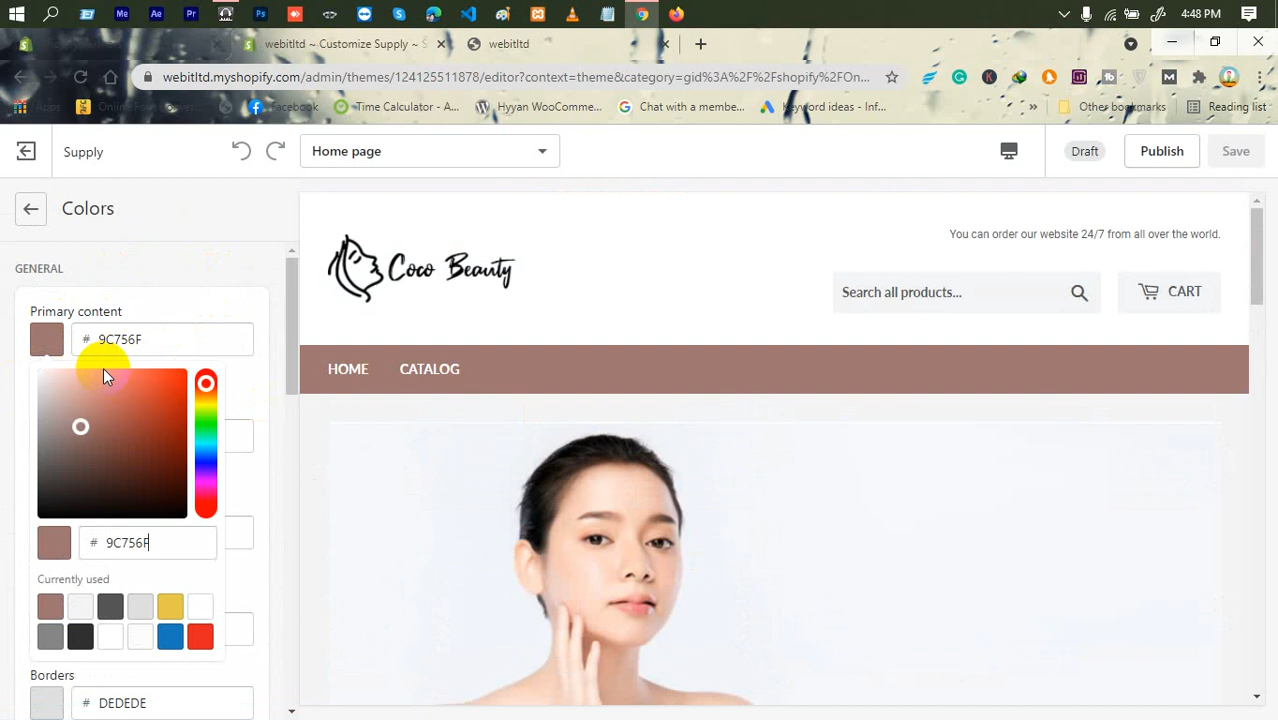 4:48 PM
webitltd ~ Customize Supply ~ S
webitltd
webitltd.myshopify.com/admin/themes/124125511878/editor?context=theme&category=gid%3A%2F%2Fshopify%2FOn...
Apps
Facebook
Time Calculator - A...
Hyyan WooComme...
Chat with a membe...
Keyword ideas - Inf...
»
Other bookmarks
Reading list
Supply
Home page
Draft
Publish
Save
Colors
GENERAL
Primary content
# 9C756F
# 9C756F
Currently used
Borders
# DEDEDE
Coco Beauty
You can order our website 24/7 from all over the world.
Search all products...
CART
HOME
CATALOG